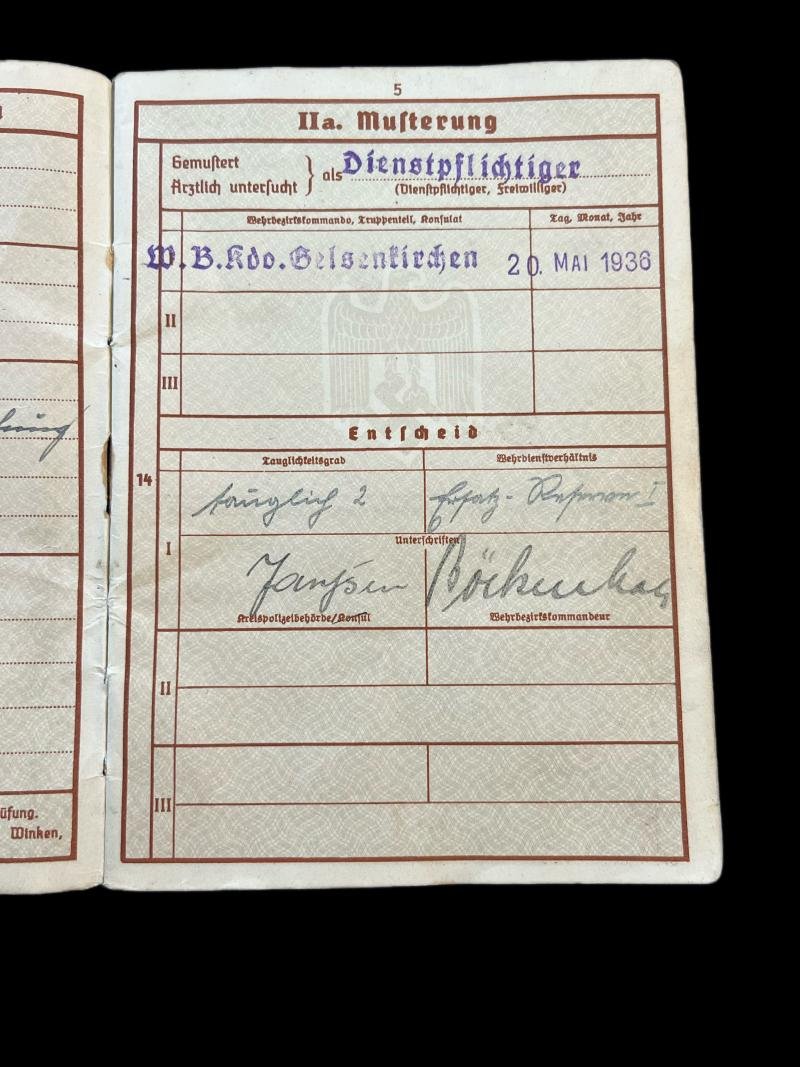 5
IIa. Musterung
Gemustert
Ärztlich untersucht } als Dienstpflichtiger
(Dienstpflichtiger, Freiwilliger)
Wehrbezirkskommando, Truppenteil, Konsulat
Tag, Monat, Jahr
W.B.Kdo.Gelsenkirchen 20. MAI 1936
II
III
Entscheid
Tauglichkeitsgrad
Wehrdienstverhältnis
14
tauglich 2
Ersatz-Reserve I
I
Unterschriften
Janssen
Kreispolizeibehörde/Konsul
Wehrbezirkskommandeur
II
III
üfung.
Winken,